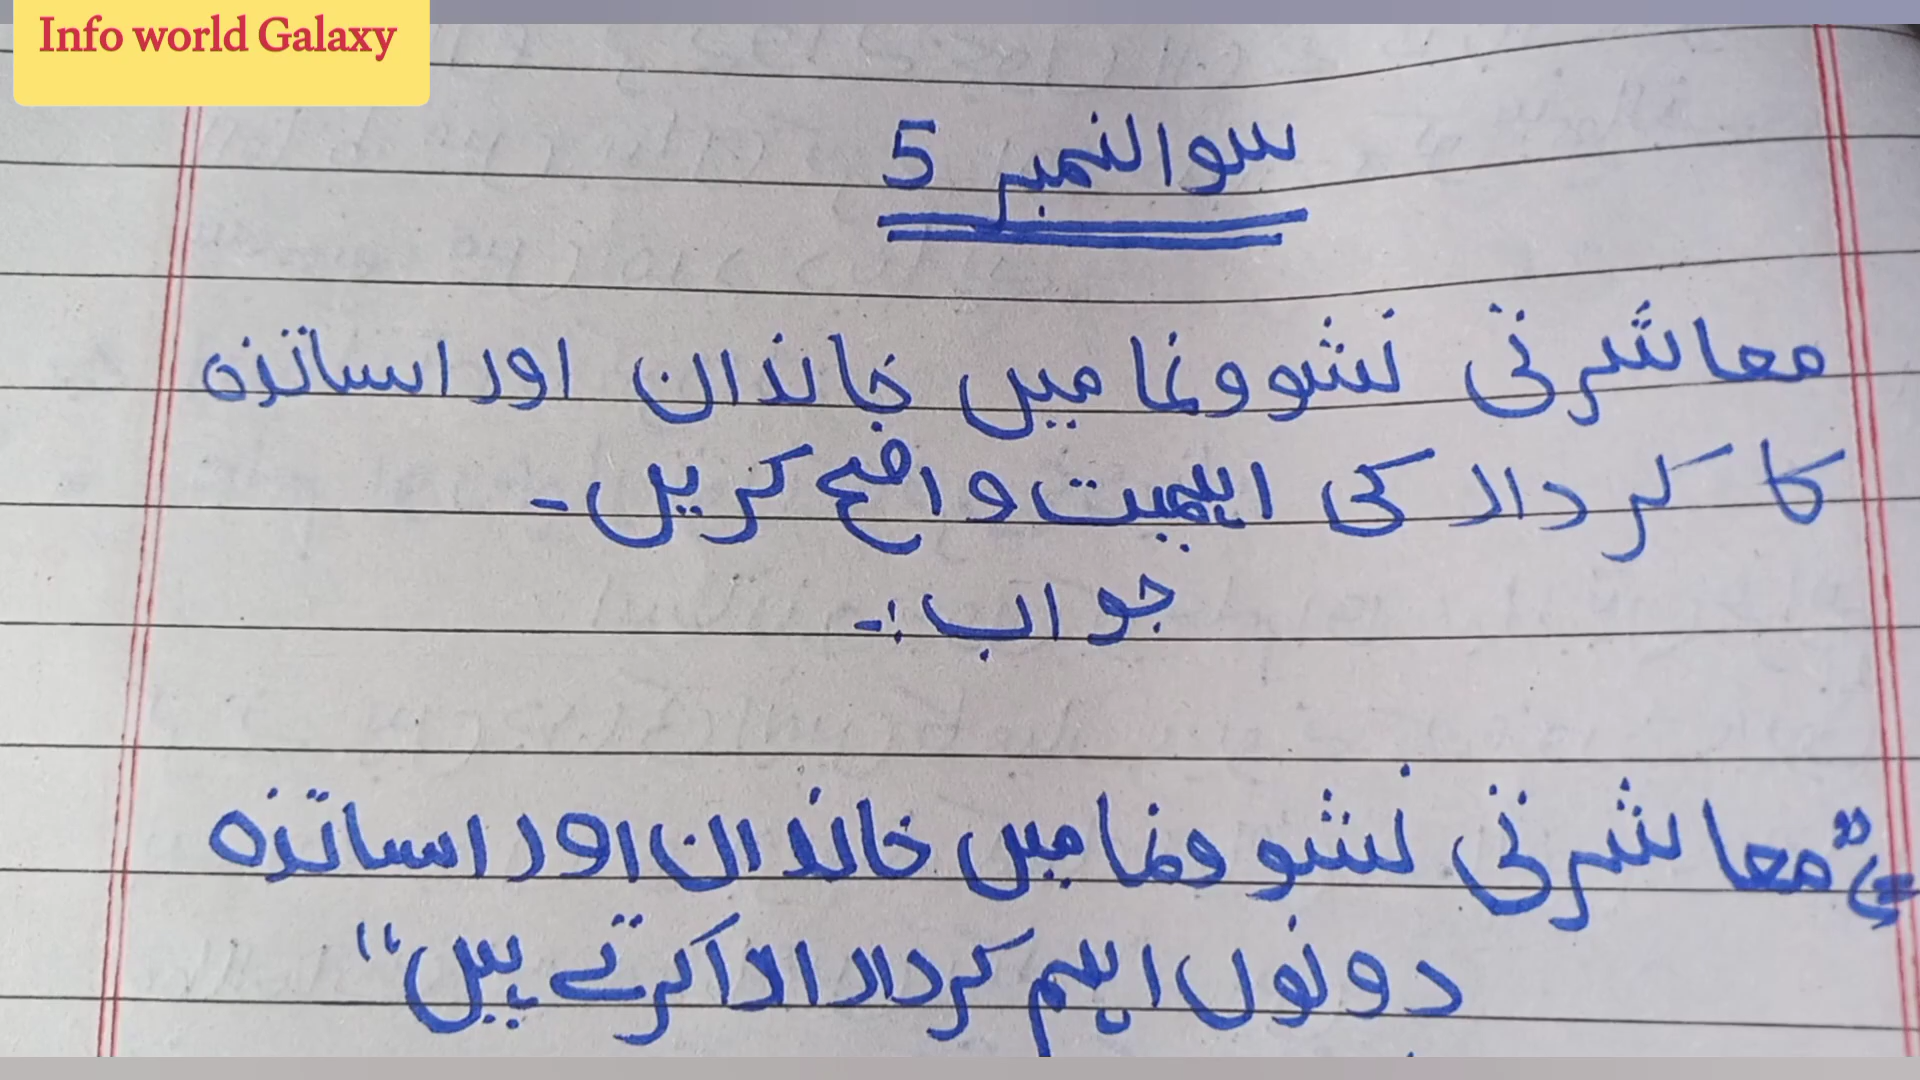 Info world Galaxy
سوالنمبر 5
معاشرتی نشوونما میں خاندان اور اساتذہ
کا کردار کی اہمیت واضح کریں۔
جواب:۔
"معاشرتی نشوونما میں خاندان اور اساتذہ
دونوں اہم کردار ادا کرتے ہیں"